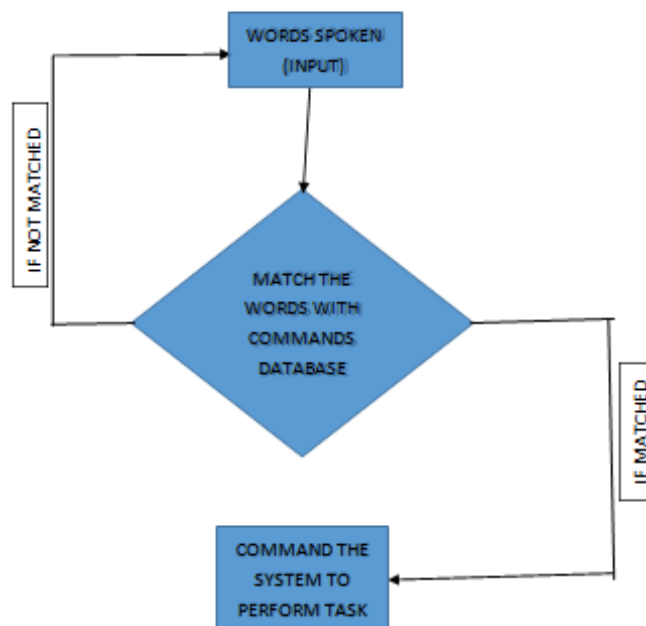 WORDS SPOKEN
(INPUT)
IF NOT MATCHED
MATCH THE
WORDS WITH
COMMANDS
DATABASE
IF MATCHED
COMMAND THE
SYSTEM TO
PERFORM TASK